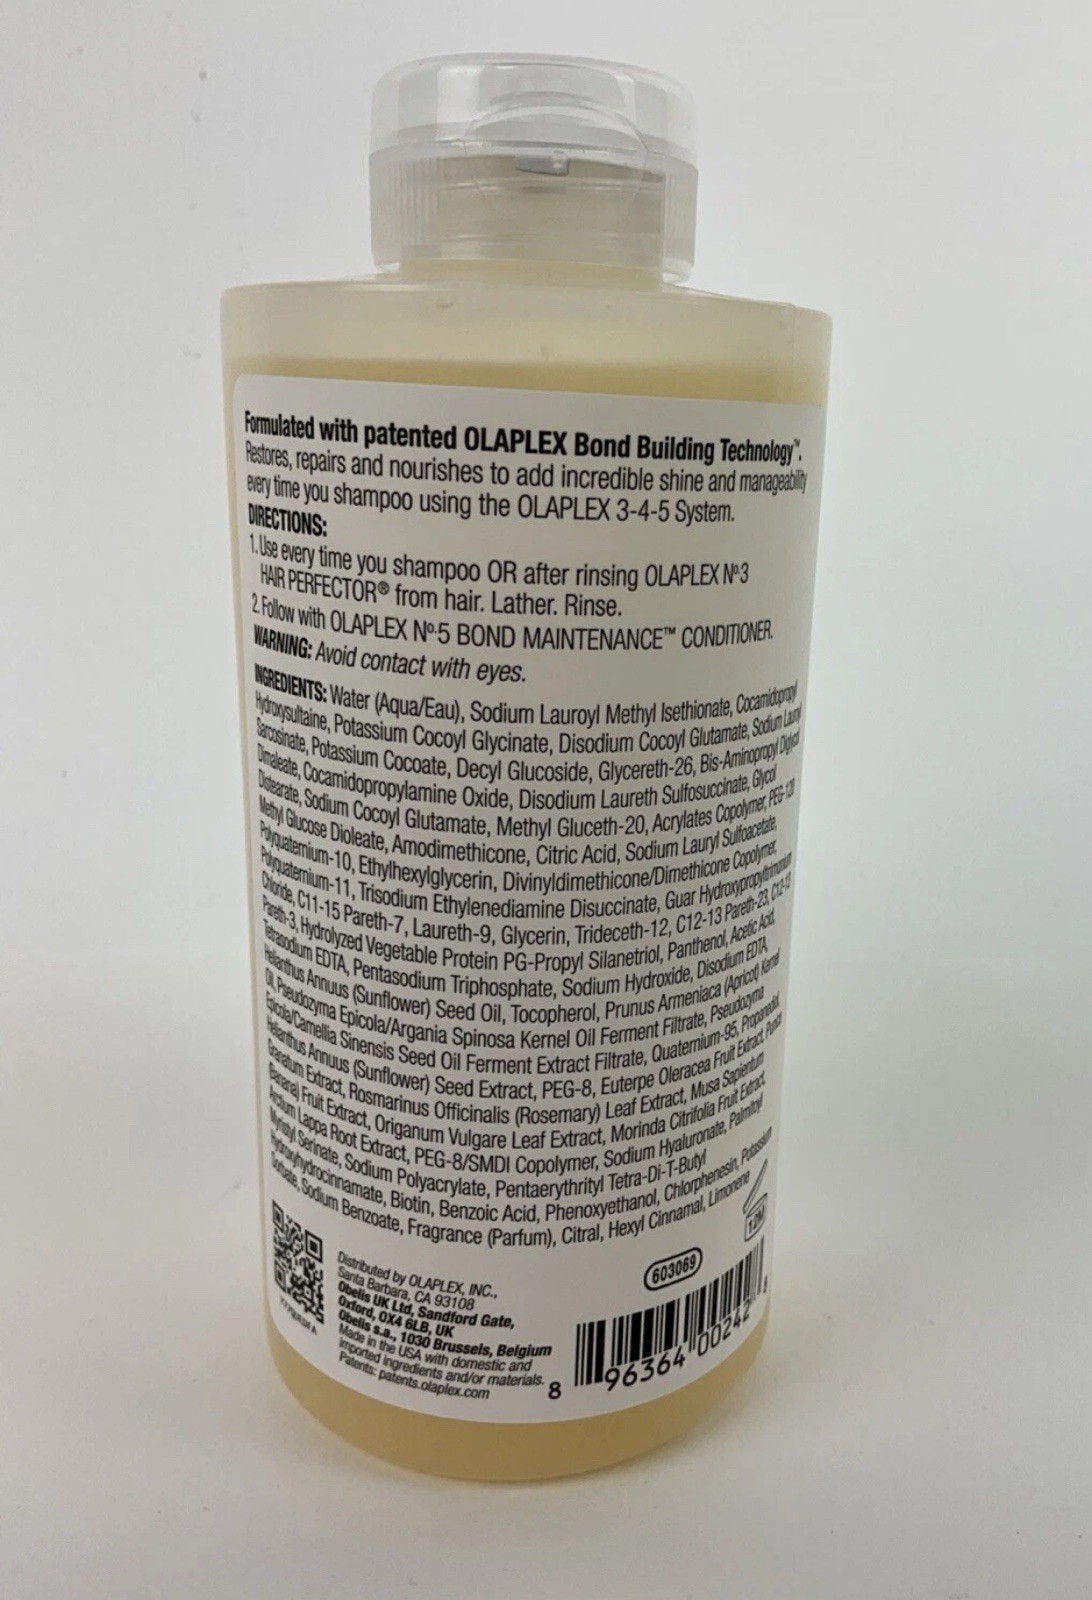 Formulated with patented OLAPLEX Bond Building Technology™.
Restores, repairs and nourishes to add incredible shine and manageability
every time you shampoo using the OLAPLEX 3-4-5 System.
DIRECTIONS:
1. Use every time you shampoo OR after rinsing OLAPLEX Nº.3
HAIR PERFECTOR® from hair. Lather. Rinse.
2. Follow with OLAPLEX Nº.5 BOND MAINTENANCE™ CONDITIONER.
WARNING: Avoid contact with eyes.
INGREDIENTS: Water (Aqua/Eau), Sodium Lauroyl Methyl Isethionate, Cocamidopropyl
Hydroxysultaine, Potassium Cocoyl Glycinate, Disodium Cocoyl Glutamate, Sodium Lauroyl
Sarcosinate, Potassium Cocoate, Decyl Glucoside, Glycereth-26, Bis-Aminopropyl Diglycol
Dimaleate, Cocamidopropylamine Oxide, Disodium Laureth Sulfosuccinate, Glycol
Distearate, Sodium Cocoyl Glutamate, Methyl Gluceth-20, Acrylates Copolymer, PEG-120
Methyl Glucose Dioleate, Amodimethicone, Citric Acid, Sodium Lauryl Sulfoacetate,
Polyquaternium-10, Ethylhexylglycerin, Divinyldimethicone/Dimethicone Copolymer,
Polyquaternium-11, Trisodium Ethylenediamine Disuccinate, Guar Hydroxypropyltrimonium
Chloride, C11-15 Pareth-7, Laureth-9, Glycerin, Trideceth-12, C12-13 Pareth-23, C12-13
Pareth-3, Hydrolyzed Vegetable Protein PG-Propyl Silanetriol, Panthenol, Acetic Acid,
Tetrasodium EDTA, Pentasodium Triphosphate, Sodium Hydroxide, Disodium EDTA,
Helianthus Annuus (Sunflower) Seed Oil, Tocopherol, Prunus Armeniaca (Apricot) Kernel
Oil, Pseudozyma Epicola/Argania Spinosa Kernel Oil Ferment Filtrate, Pseudozyma
Epicola/Camellia Sinensis Seed Oil Ferment Extract Filtrate, Quaternium-95, Propanediol,
Helianthus Annuus (Sunflower) Seed Extract, PEG-8, Euterpe Oleracea Fruit Extract, Punica
Granatum Extract, Rosmarinus Officinalis (Rosemary) Leaf Extract, Musa Sapientum
(Banana) Fruit Extract, Origanum Vulgare Leaf Extract, Morinda Citrifolia Fruit Extract,
Arctium Lappa Root Extract, PEG-8/SMDI Copolymer, Sodium Hyaluronate, Palmitoyl
Myristyl Serinate, Sodium Polyacrylate, Pentaerythrityl Tetra-Di-T-Butyl
Hydroxyhydrocinnamate, Biotin, Benzoic Acid, Phenoxyethanol, Chlorphenesin, Potassium
Sorbate, Sodium Benzoate, Fragrance (Parfum), Citral, Hexyl Cinnamal, Limonene
12M
603069
Distributed by OLAPLEX, INC.,
Santa Barbara, CA 93108
Obelis UK Ltd, Sandford Gate,
Oxford, OX4 6LB, UK
Obelis s.a., 1030 Brussels, Belgium
Made in the USA with domestic and
imported ingredients and/or materials.
Patents: patents.olaplex.com
8 96364 00242 8